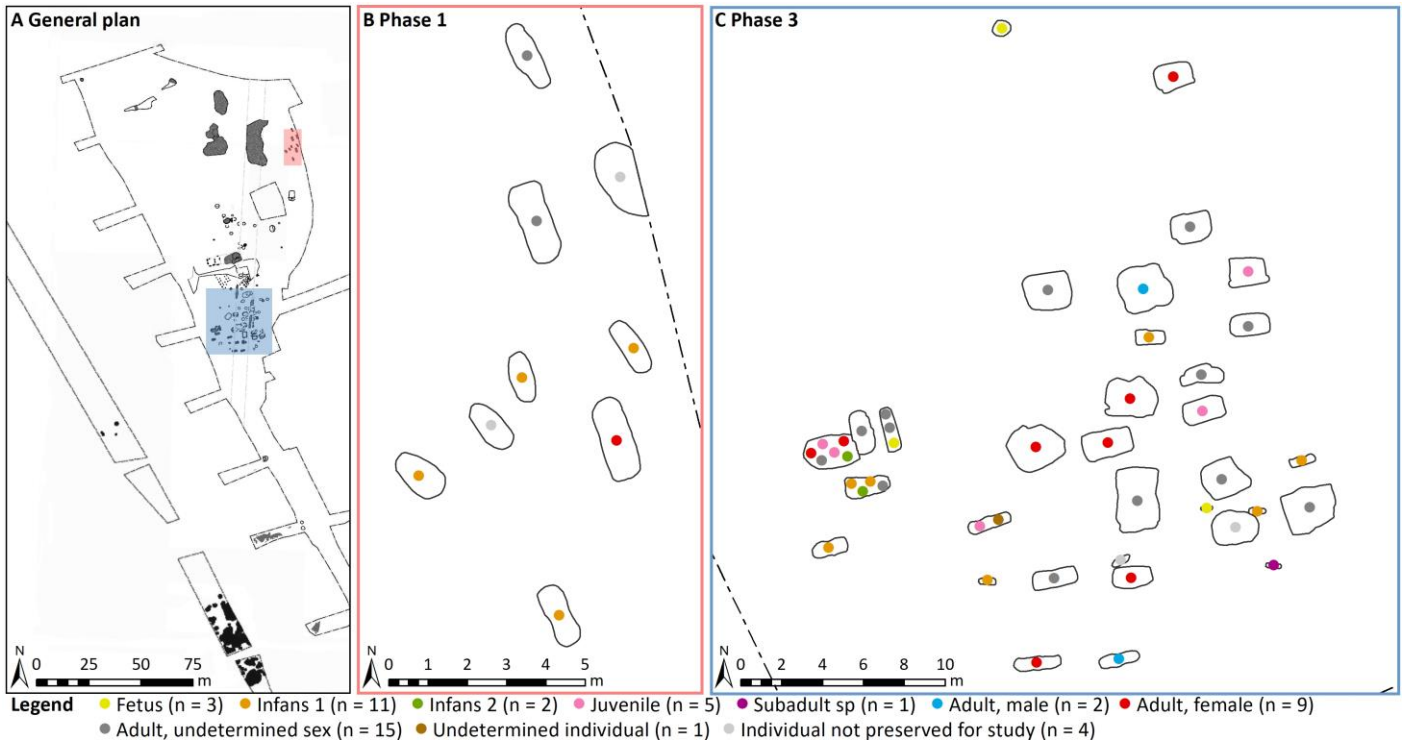 A General plan
B Phase 1
C Phase 3
N
0 25 50 75
m
N
0 1 2 3 4 5
m
N
0 2 4 6 8 10
m
Legend Fetus (n = 3) Infans 1 (n = 11) Infans 2 (n = 2) Juvenile (n = 5) Subadult sp (n = 1) Adult, male (n = 2) Adult, female (n = 9)
Adult, undetermined sex (n = 15) Undetermined individual (n = 1) Individual not preserved for study (n = 4)